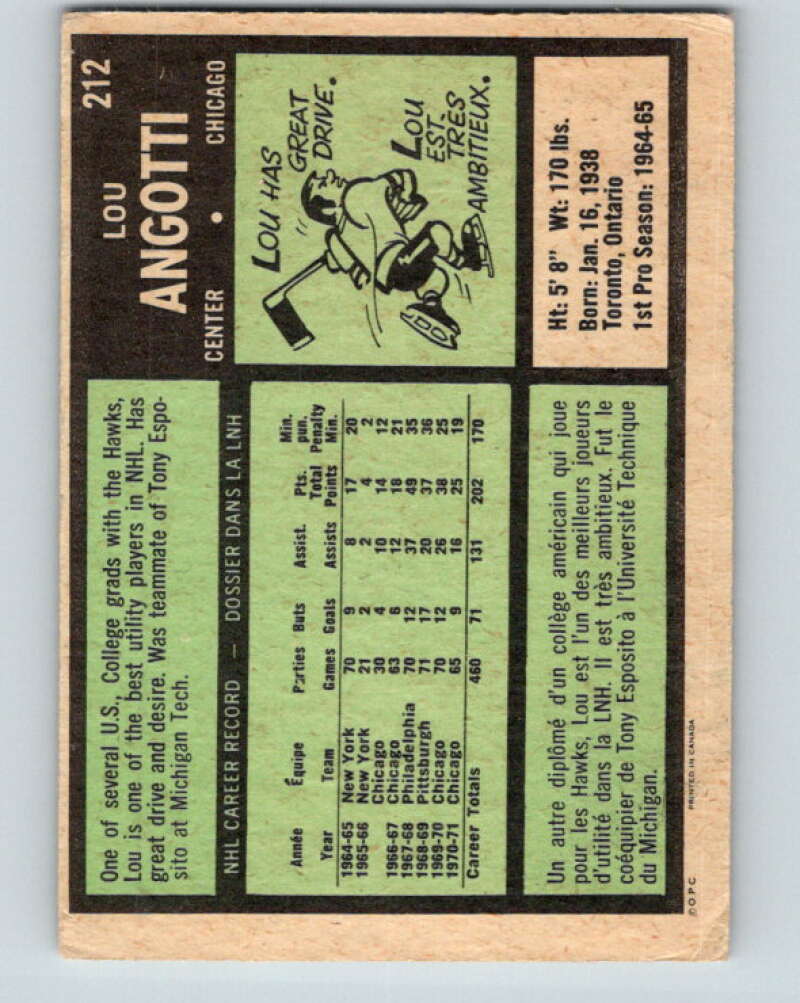 212
LOU
ANGOTTI
CENTER • CHICAGO
One of several U.S., College grads with the Hawks,
Lou is one of the best utility players in NHL. Has
great drive and desire. Was teammate of Tony Espo-
sito at Michigan Tech.
LOU HAS
GREAT
DRIVE.
LOU
EST
TRES
AMBITIEUX.
NHL CAREER RECORD — DOSSIER DANS LA LNH
Année Équipe Parties Buts Assist. Pts. Total Points Min. pun. Penalty Min.
Year Team Games Goals Assists
1964-65 New York 70 9 8 17 20
1965-66 New York 21 2 2 4 2
Chicago 30 4 10 14 12
1966-67 Chicago 63 6 12 18 21
1967-68 Philadelphia 70 12 37 49 35
1968-69 Pittsburgh 71 17 20 37 36
1969-70 Chicago 70 12 26 38 25
1970-71 Chicago 65 9 16 25 19
Career Totals 460 71 131 202 170
Ht: 5' 8" Wt: 170 lbs.
Born: Jan. 16, 1938
Toronto, Ontario
1st Pro Season: 1964-65
Un autre diplômé d'un collège américain qui joue
pour les Hawks, Lou est l'un des meilleurs joueurs
d'utilité dans la LNH. Il est très ambitieux. Fut le
coéquipier de Tony Esposito à l'Université Technique
du Michigan.
©O.P.C. PRINTED IN CANADA